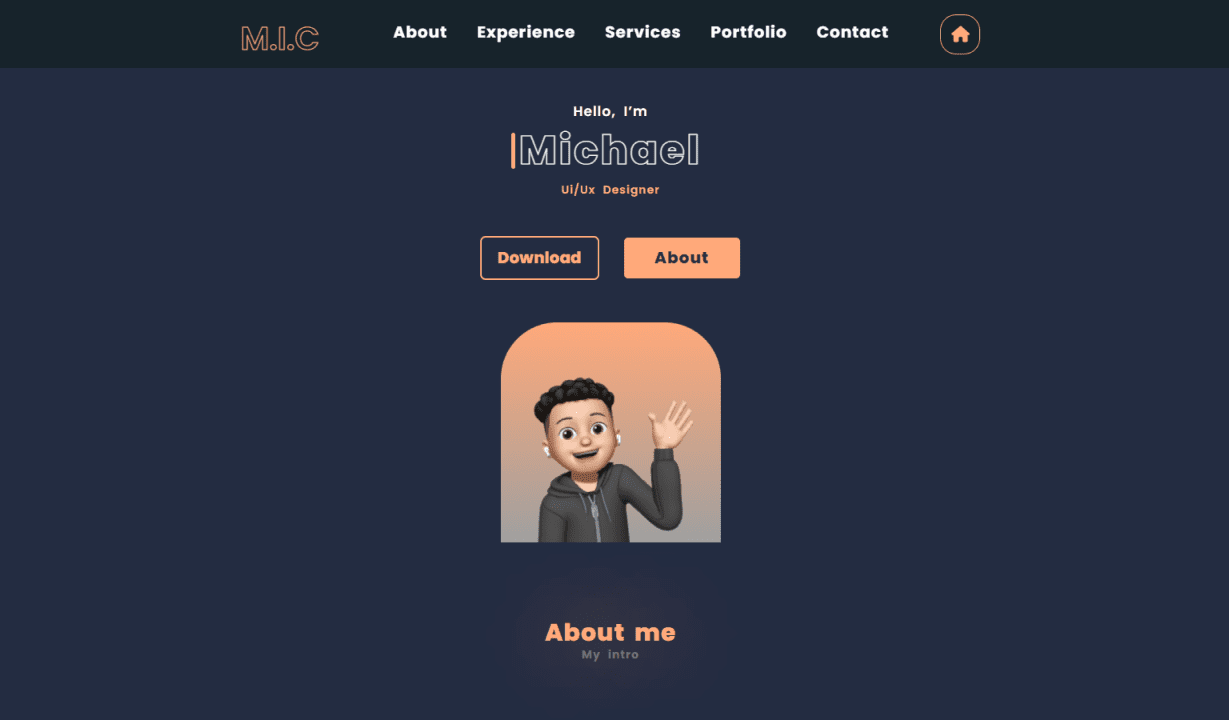 M.I.C
About Experience Services Portfolio Contact
Hello, I'm
Michael
Ui/Ux Designer
Download About
About me
My intro